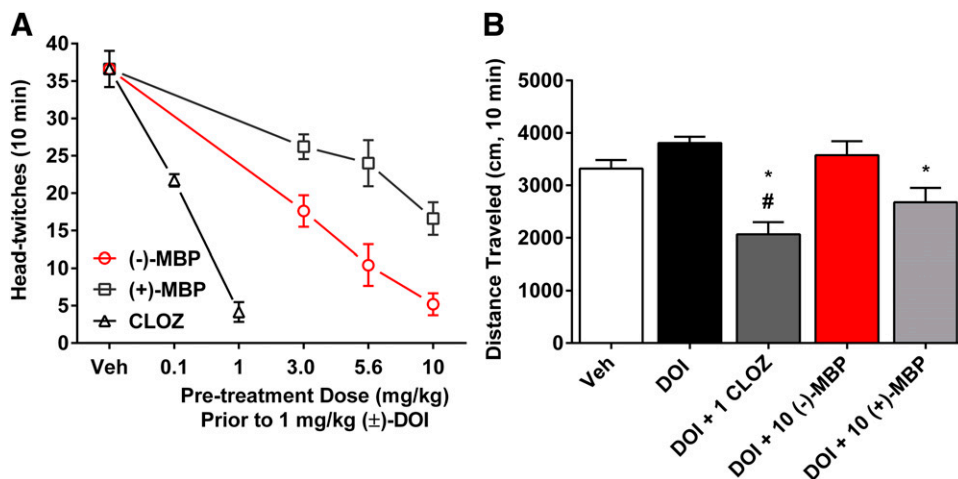 A
Head-twitches (10 min)
40
35
30
25
20
15
10
5
0
(-)-MBP
(+)-MBP
CLOZ
Veh 0.1 1 3.0 5.6 10
Pre-treatment Dose (mg/kg)
Prior to 1 mg/kg (±)-DOI
B
Distance Traveled (cm, 10 min)
5000
4000
3000
2000
1000
0
*
#
*
Veh
DOI
DOI + 1 CLOZ
DOI + 10 (-)-MBP
DOI + 10 (+)-MBP